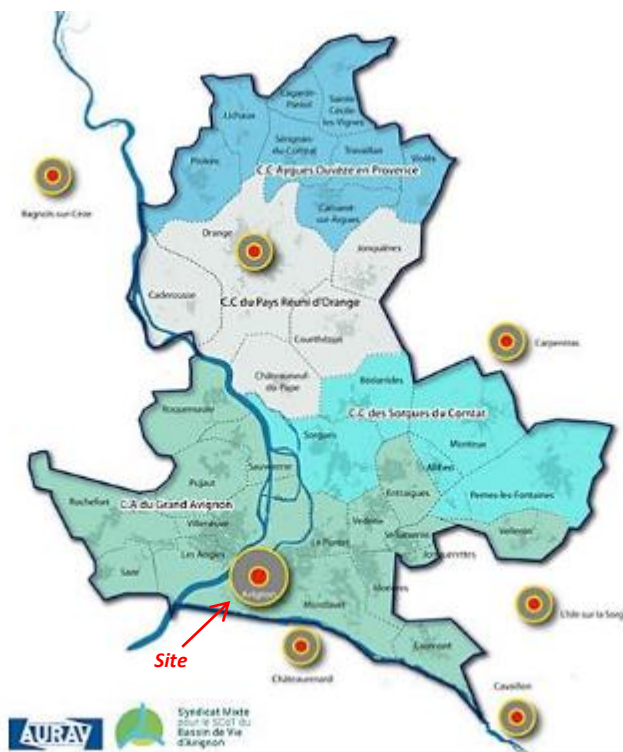 Camaret-
sur-Aigues
Lagarde-
Paréol
Sainte
Cécile
les-Vignes
Uchaux
Sérignan-
du-Comtat
Travaillan
Piolenc
Violès
C.C Aygues Ouvèze en Provence
Bagnols-sur-Cèze
Orange
Jonquières
Caderousse
C.C du Pays Réuni d'Orange
Courthézon
Carpentras
Châteauneuf-
du-Pape
Bédarrides
Roquemaure
C.C des Sorgues du Comtat
Sorgues
Monteux
Althen
Sauveterre
Pujaut
Entraigues
Pernes-les-Fontaines
Rochefort
C.A du Grand Avignon
Villeneuve
Vedène
St-Saturnin
Velleron
Les Angles
Le Pontet
Jonquerettes
Saze
Morières
Avignon
Montfavet
L'Isle sur la Sorg
Caumont
Site
Châteaurenard
Cavaillon
AURAV
Syndicat Mixte
pour le SCoT du
Bassin de Vie
d'Avignon